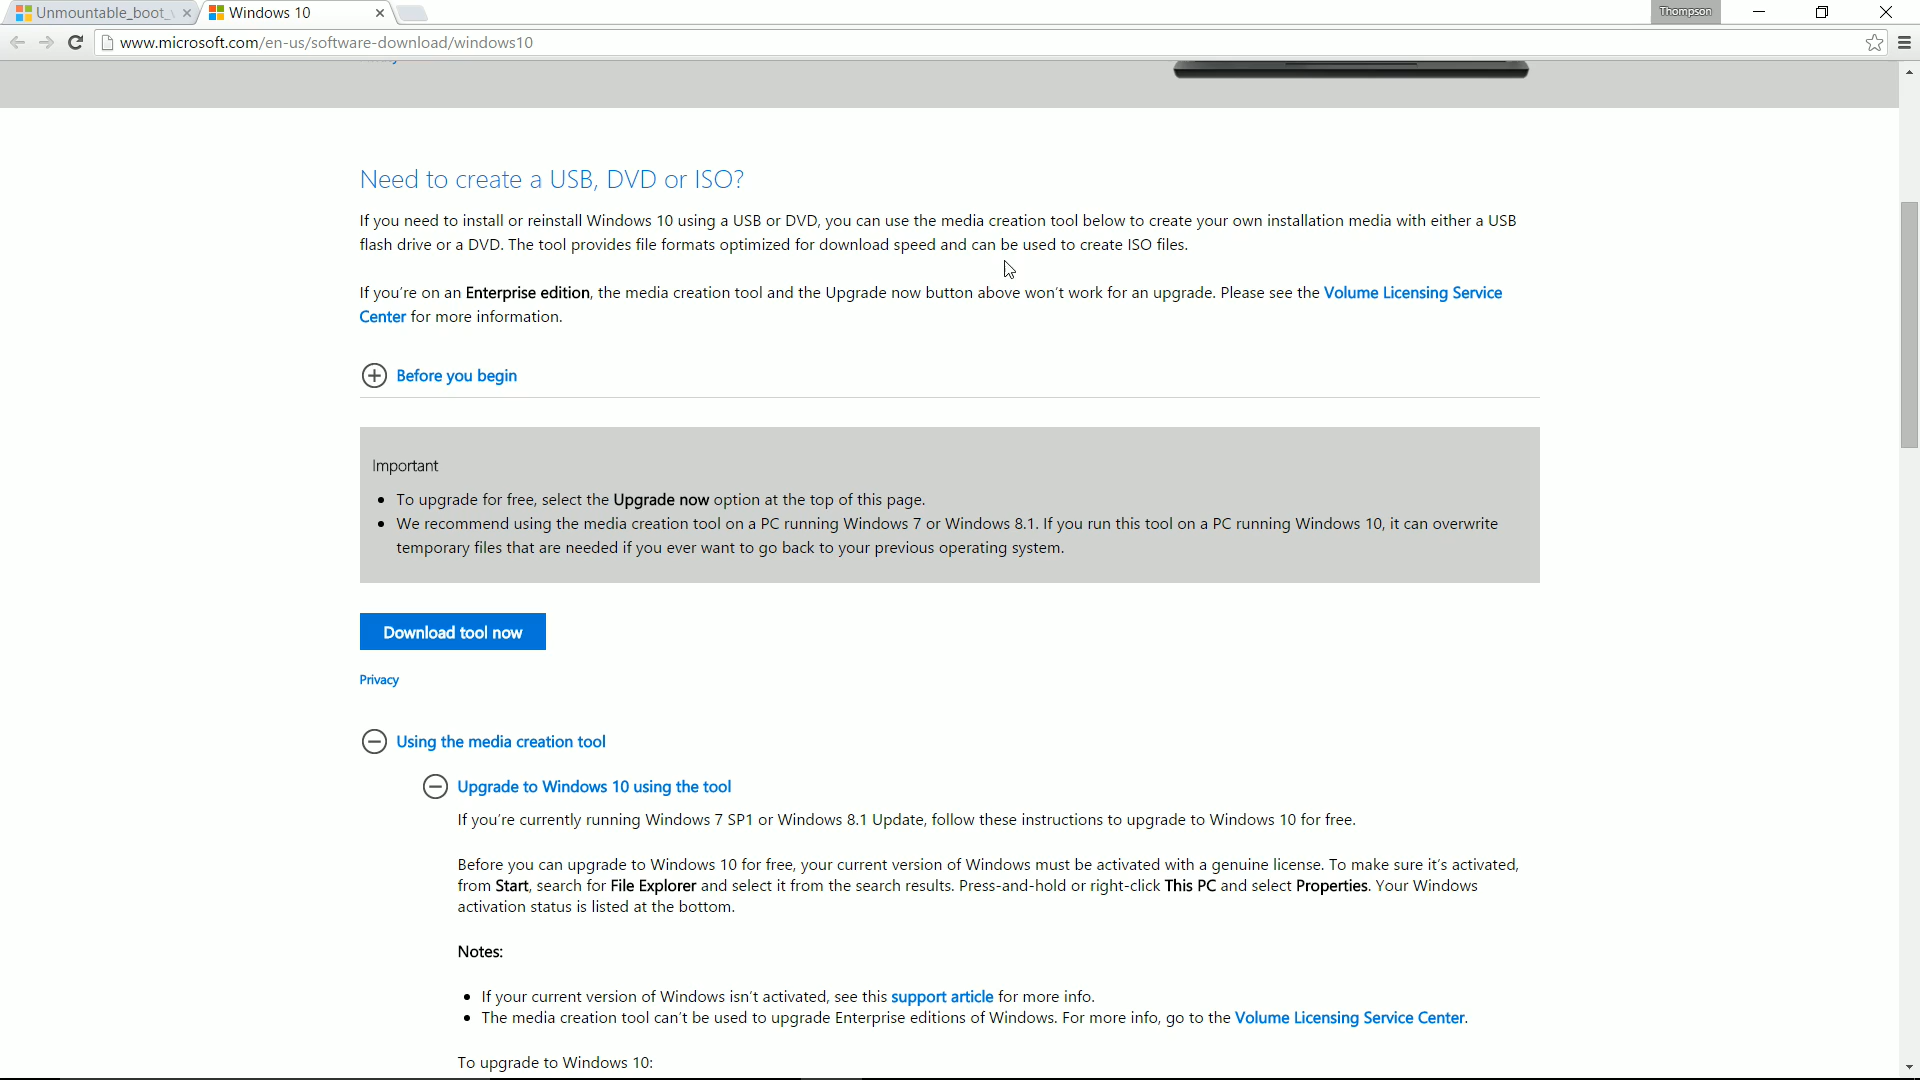 Unmountable_boot_
Windows 10
Thompson
www.microsoft.com/en-us/software-download/windows10
Need to create a USB, DVD or ISO?
If you need to install or reinstall Windows 10 using a USB or DVD, you can use the media creation tool below to create your own installation media with either a USB
flash drive or a DVD. The tool provides file formats optimized for download speed and can be used to create ISO files.
If you're on an Enterprise edition, the media creation tool and the Upgrade now button above won't work for an upgrade. Please see the Volume Licensing Service
Center for more information.
Before you begin
Important
• To upgrade for free, select the Upgrade now option at the top of this page.
• We recommend using the media creation tool on a PC running Windows 7 or Windows 8.1. If you run this tool on a PC running Windows 10, it can overwrite
temporary files that are needed if you ever want to go back to your previous operating system.
Download tool now
Privacy
Using the media creation tool
Upgrade to Windows 10 using the tool
If you're currently running Windows 7 SP1 or Windows 8.1 Update, follow these instructions to upgrade to Windows 10 for free.
Before you can upgrade to Windows 10 for free, your current version of Windows must be activated with a genuine license. To make sure it's activated,
from Start, search for File Explorer and select it from the search results. Press-and-hold or right-click This PC and select Properties. Your Windows
activation status is listed at the bottom.
Notes:
• If your current version of Windows isn't activated, see this support article for more info.
• The media creation tool can't be used to upgrade Enterprise editions of Windows. For more info, go to the Volume Licensing Service Center.
To upgrade to Windows 10: